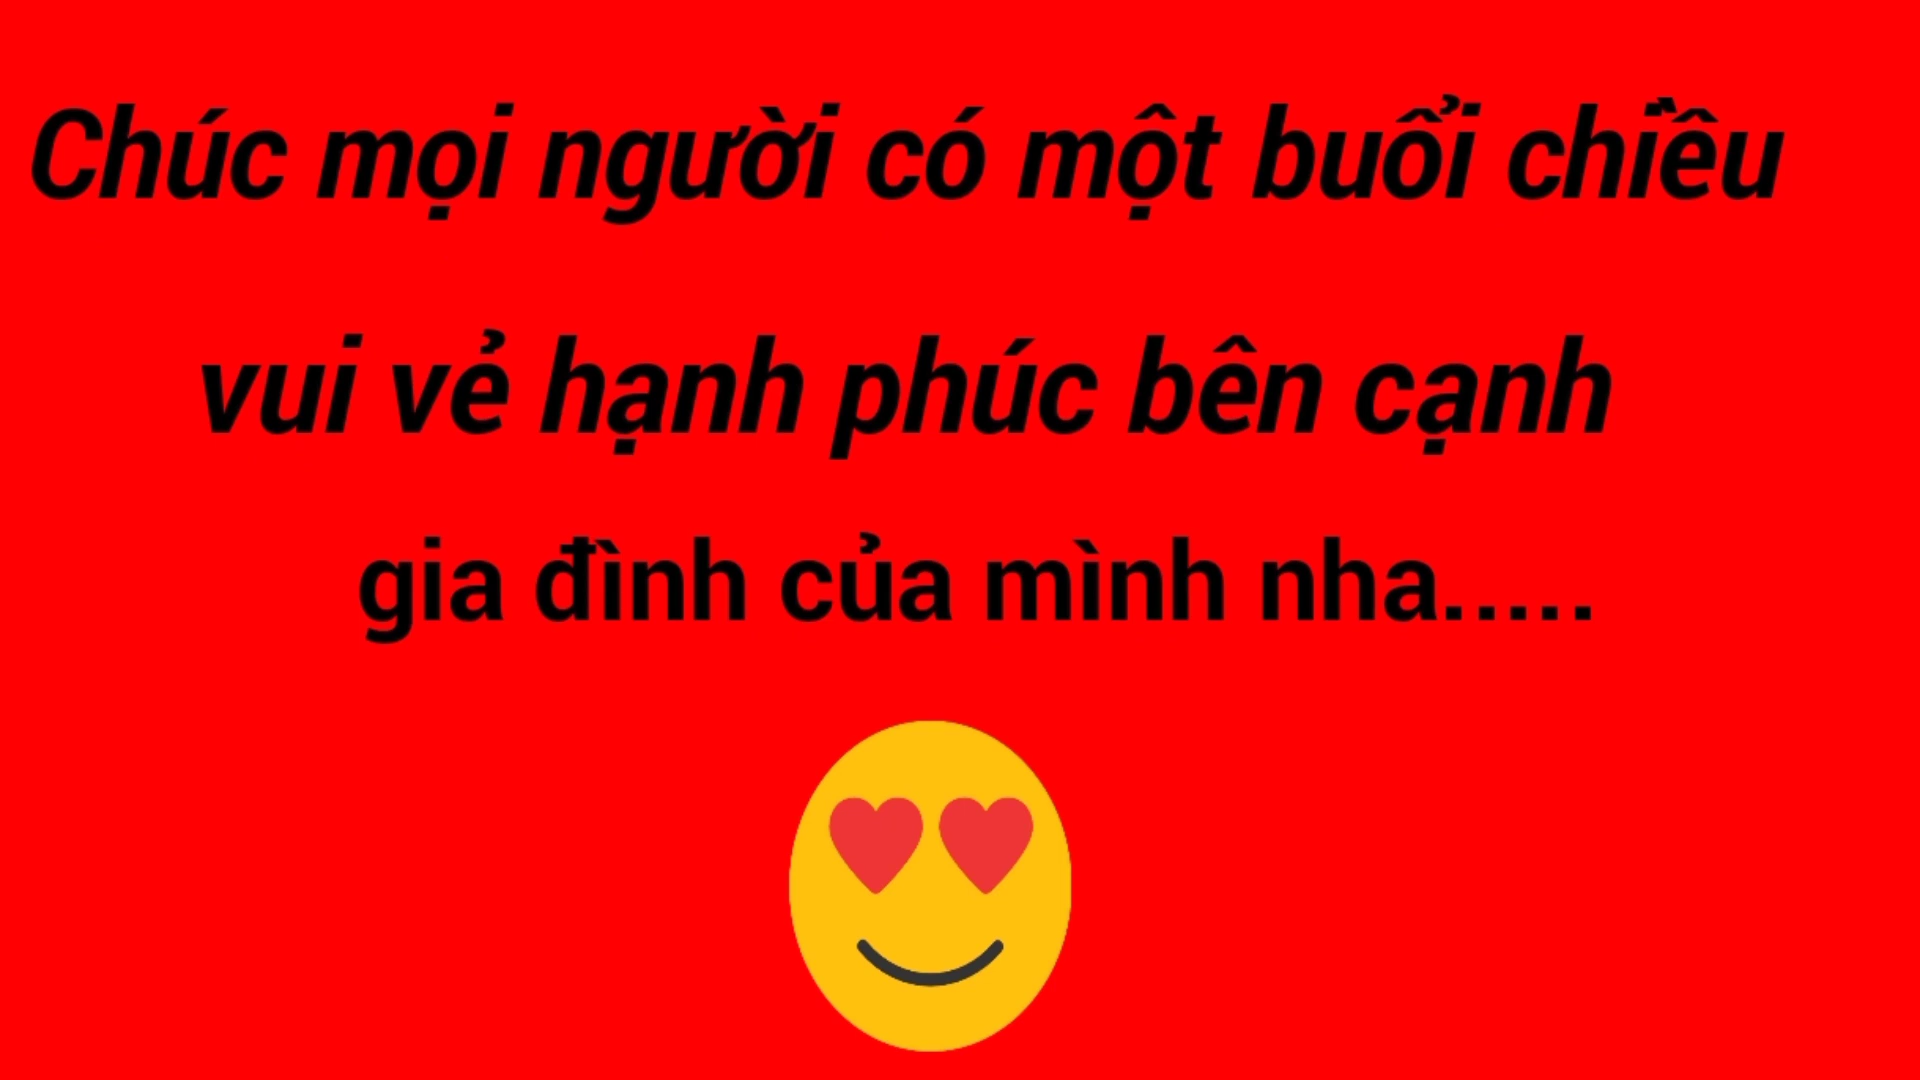 Chúc mọi người có một buổi chiều
vui vẻ hạnh phúc bên cạnh
gia đình của mình nha.....